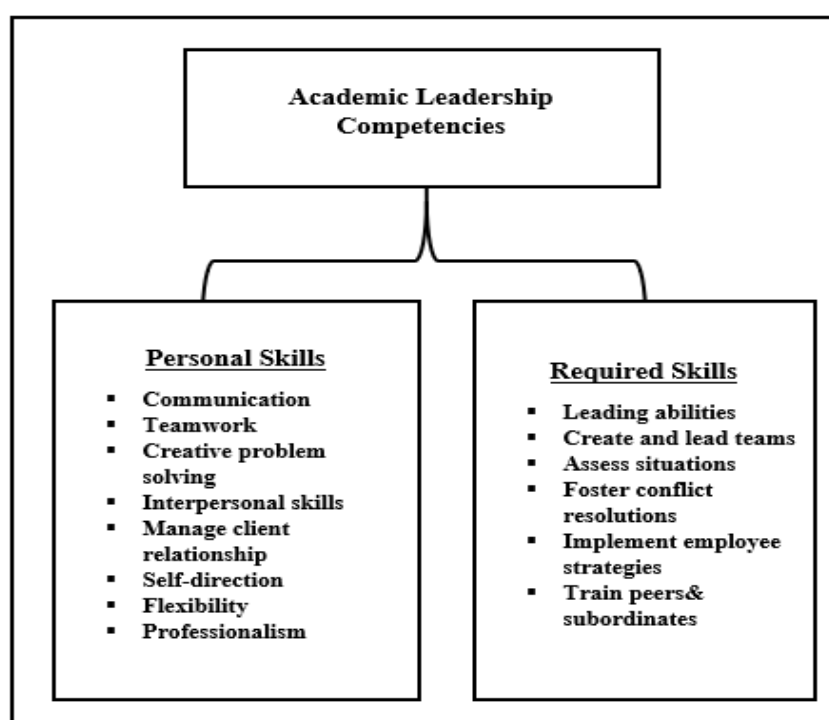 Academic Leadership
Competencies
Personal Skills
▪ Communication
▪ Teamwork
▪ Creative problem
solving
▪ Interpersonal skills
▪ Manage client
relationship
▪ Self-direction
▪ Flexibility
▪ Professionalism
Required Skills
▪ Leading abilities
▪ Create and lead teams
▪ Assess situations
▪ Foster conflict
resolutions
▪ Implement employee
strategies
▪ Train peers& 
subordinates